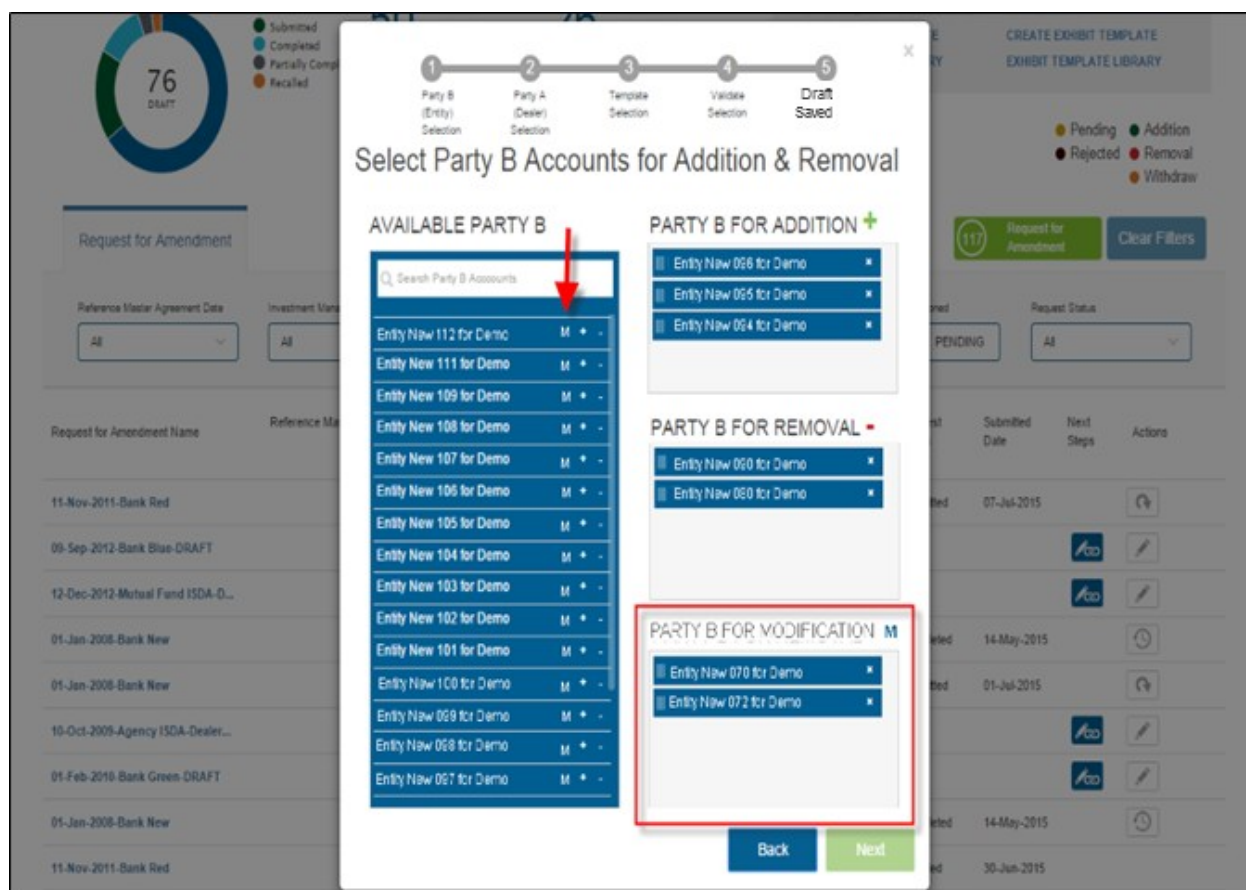 Submitted
Completed
Partially Compl
Recalled
76
DRAFT
CREATE EXHIBIT TEMPLATE
EXHIBIT TEMPLATE LIBRARY
Pending
Addition
Rejected
Removal
Withdraw
×
1
2
3
4
5
Party B
(Entity)
Selection
Party A
(Dealer)
Selection
Template
Selection
Validate
Selection
Draft
Saved
Select Party B Accounts for Addition & Removal
AVAILABLE PARTY B
Search Party B Accounts
Entity New 112 for Demo M + -
Entity New 111 for Demo M + -
Entity New 109 for Demo M + -
Entity New 108 for Demo M + -
Entity New 107 for Demo M + -
Entity New 106 for Demo M + -
Entity New 105 for Demo M + -
Entity New 104 for Demo M + -
Entity New 103 for Demo M + -
Entity New 102 for Demo M + -
Entity New 101 for Demo M + -
Entity New 100 for Demo M + -
Entity New 099 for Demo M + -
Entity New 098 for Demo M + -
Entity New 097 for Demo M + -
PARTY B FOR ADDITION +
Entity New 096 for Demo ×
Entity New 095 for Demo ×
Entity New 094 for Demo ×
PARTY B FOR REMOVAL -
Entity New 090 for Demo ×
Entity New 080 for Demo ×
PARTY B FOR MODIFICATION M
Entity New 070 for Demo ×
Entity New 072 for Demo ×
Back
Next
Request for Amendment
117
Request for
Amendment
Clear Filters
Reference Master Agreement Date
All
Investment Mana
All
PENDING
Request Status
All
Request for Amendment Name
Reference Ma
Submitted
Date
Next
Steps
Actions
11-Nov-2011-Bank Red
07-Jul-2015
09-Sep-2012-Bank Blue-DRAFT
12-Dec-2012-Mutual Fund ISDA-D...
01-Jan-2008-Bank New
14-May-2015
01-Jan-2008-Bank New
01-Jul-2015
10-Oct-2009-Agency ISDA-Dealer...
01-Feb-2010-Bank Green-DRAFT
01-Jan-2008-Bank New
14-May-2015
11-Nov-2011-Bank Red
30-Jun-2015